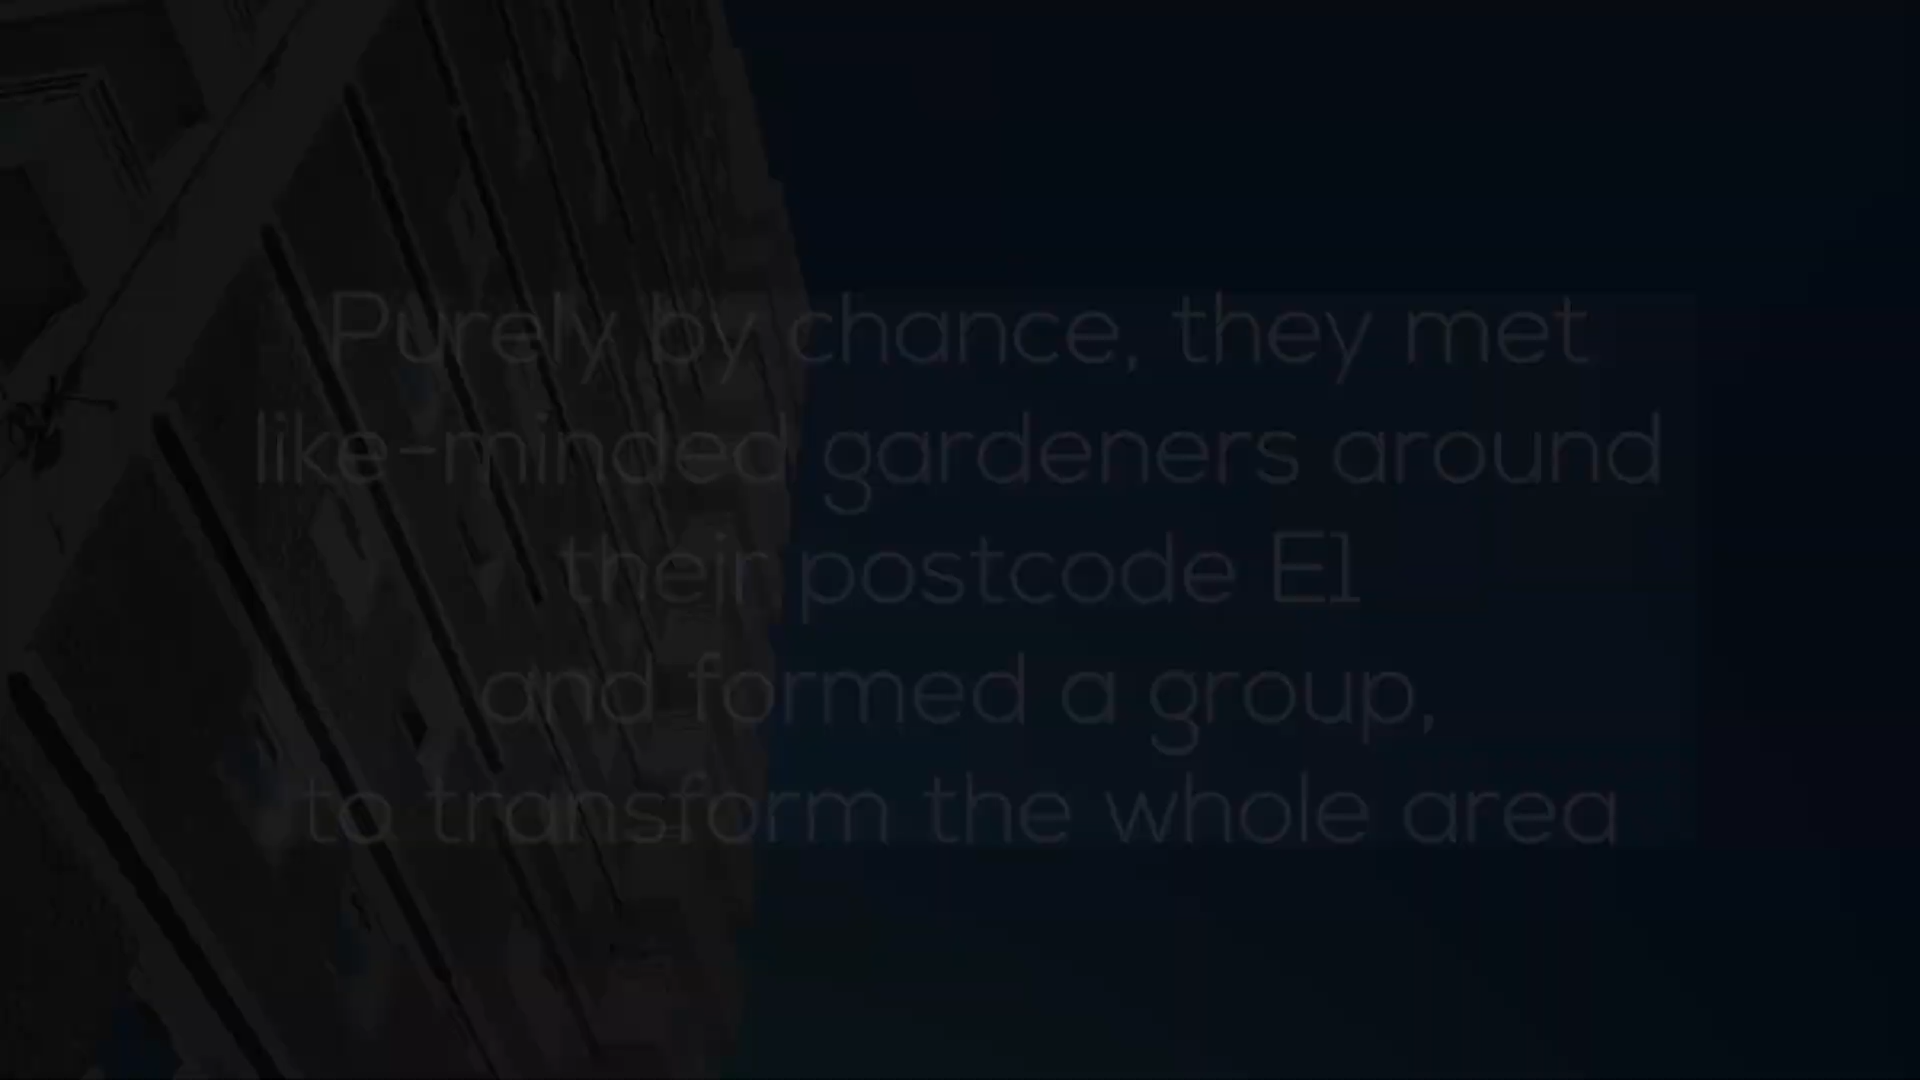 Purely by chance, they met
like-minded gardeners around
their postcode E1
and formed a group,
to transform the whole area